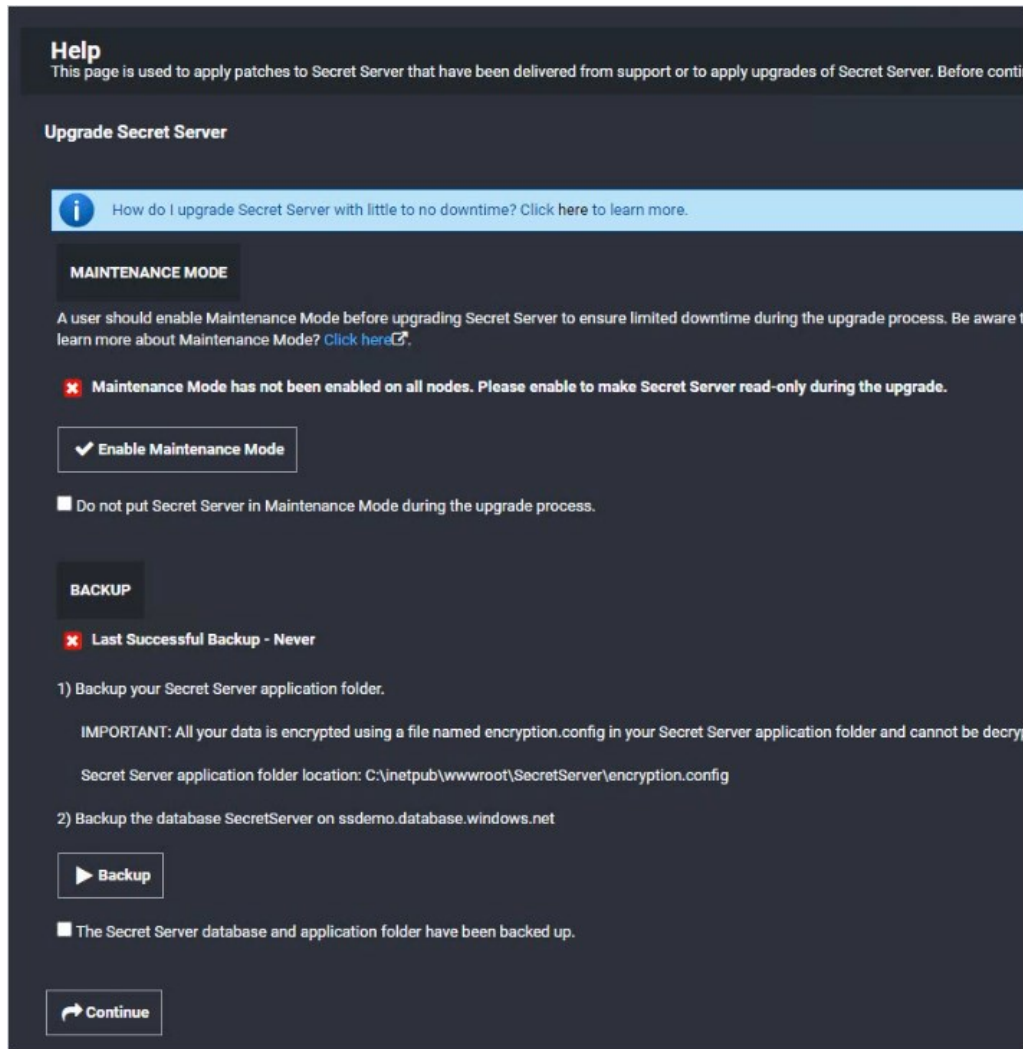 Help
This page is used to apply patches to Secret Server that have been delivered from support or to apply upgrades of Secret Server. Before
Upgrade Secret Server
How do I upgrade Secret Server with little to no downtime? Click here to learn more.
MAINTENANCE MODE
A user should enable Maintenance Mode before upgrading Secret Server to ensure limited downtime during the upgrade process. Be aware
learn more about Maintenance Mode? Click here.
Maintenance Mode has not been enabled on all nodes. Please enable to make Secret Server read-only during the upgrade.
Enable Maintenance Mode
Do not put Secret Server in Maintenance Mode during the upgrade process.
BACKUP
Last Successful Backup - Never
1) Backup your Secret Server application folder.
IMPORTANT: All your data is encrypted using a file named encryption.config in your Secret Server application folder and cannot be
Secret Server application folder location: C:\inetpub\wwwroot\SecretServer\encryption.config
2) Backup the database SecretServer on ssdemo.database.windows.net
Backup
The Secret Server database and application folder have been backed up.
Continue